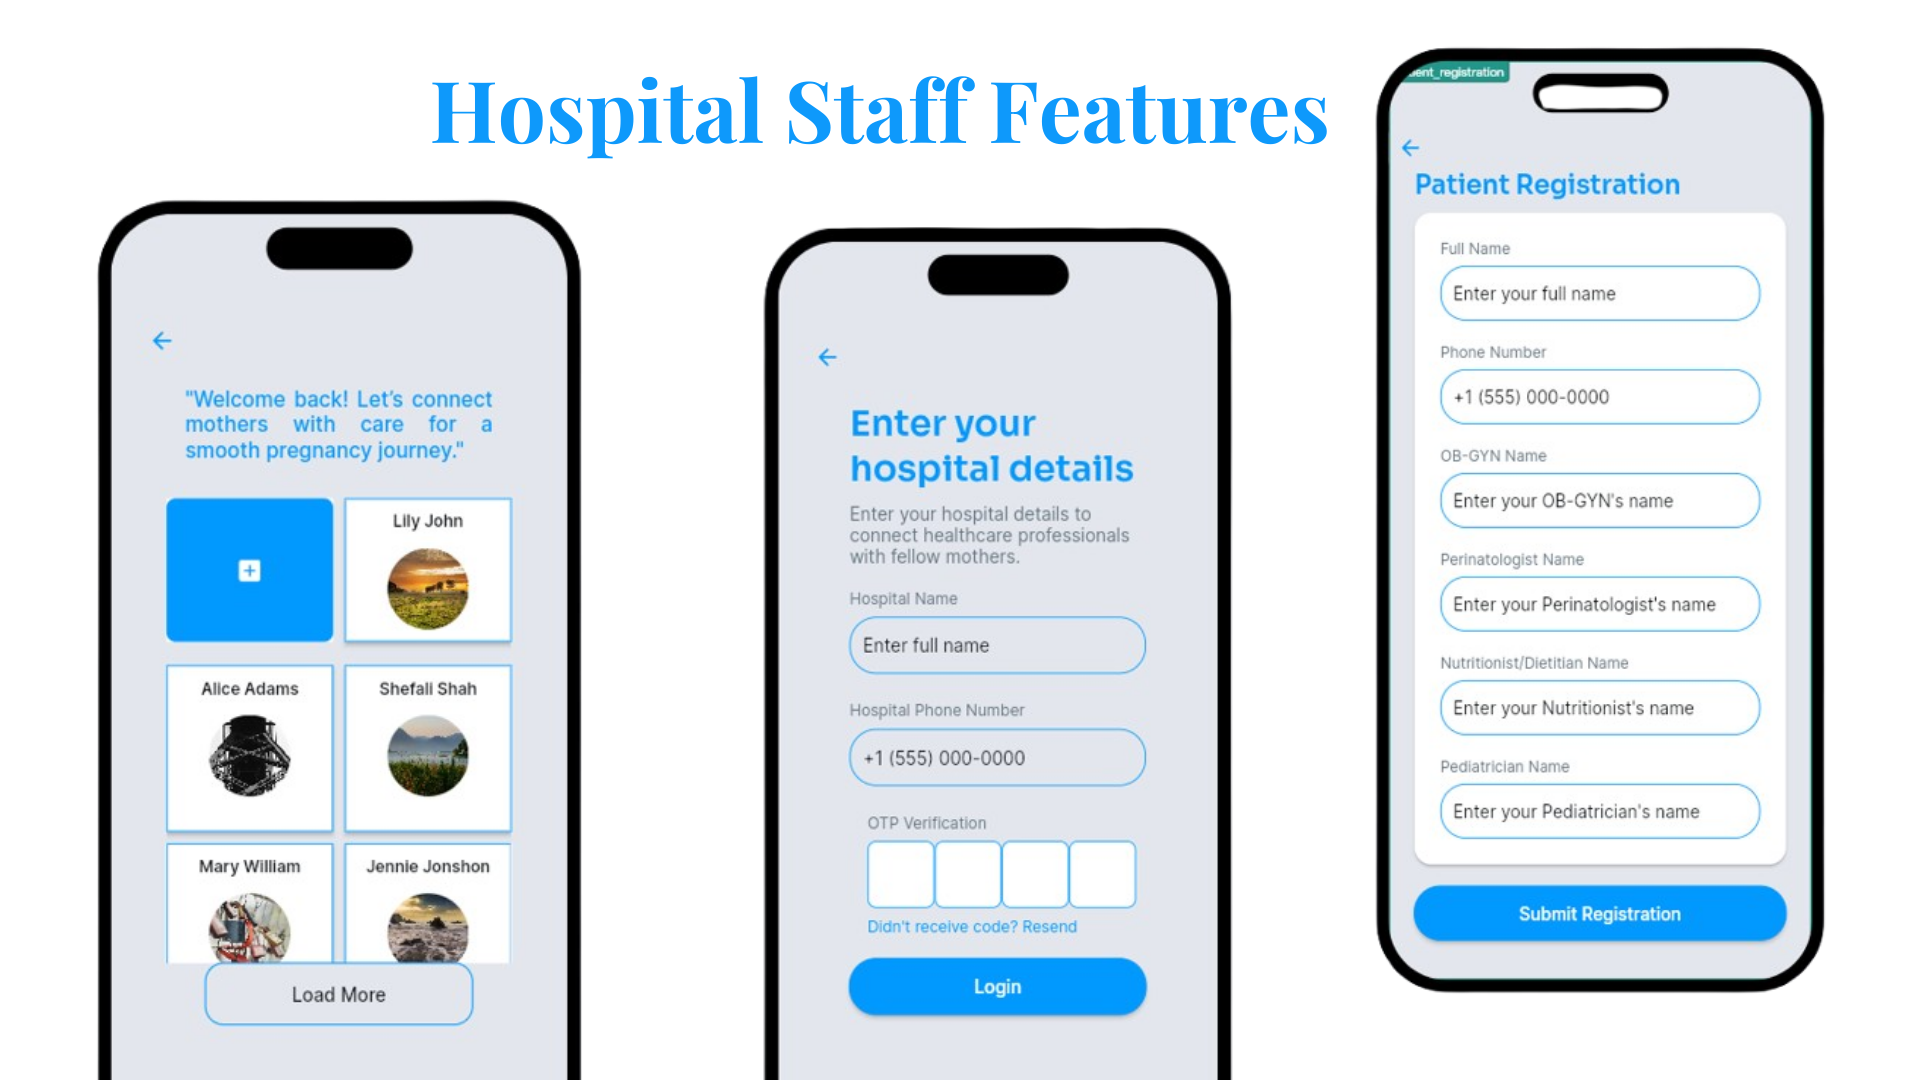 Hospital Staff Features
"Welcome back! Let's connect
mothers with care for a
smooth pregnancy journey."
Lily John
Alice Adams
Shefali Shah
Mary William
Jennie Jonshon
Load More
Enter your
hospital details
Enter your hospital details to
connect healthcare professionals
with fellow mothers.
Hospital Name
Enter full name
Hospital Phone Number
+1 (555) 000-0000
OTP Verification
Didn't receive code? Resend
Login
ent_registration
Patient Registration
Full Name
Enter your full name
Phone Number
+1 (555) 000-0000
OB-GYN Name
Enter your OB-GYN's name
Perinatologist Name
Enter your Perinatologist's name
Nutritionist/Dietitian Name
Enter your Nutritionist's name
Pediatrician Name
Enter your Pediatrician's name
Submit Registration